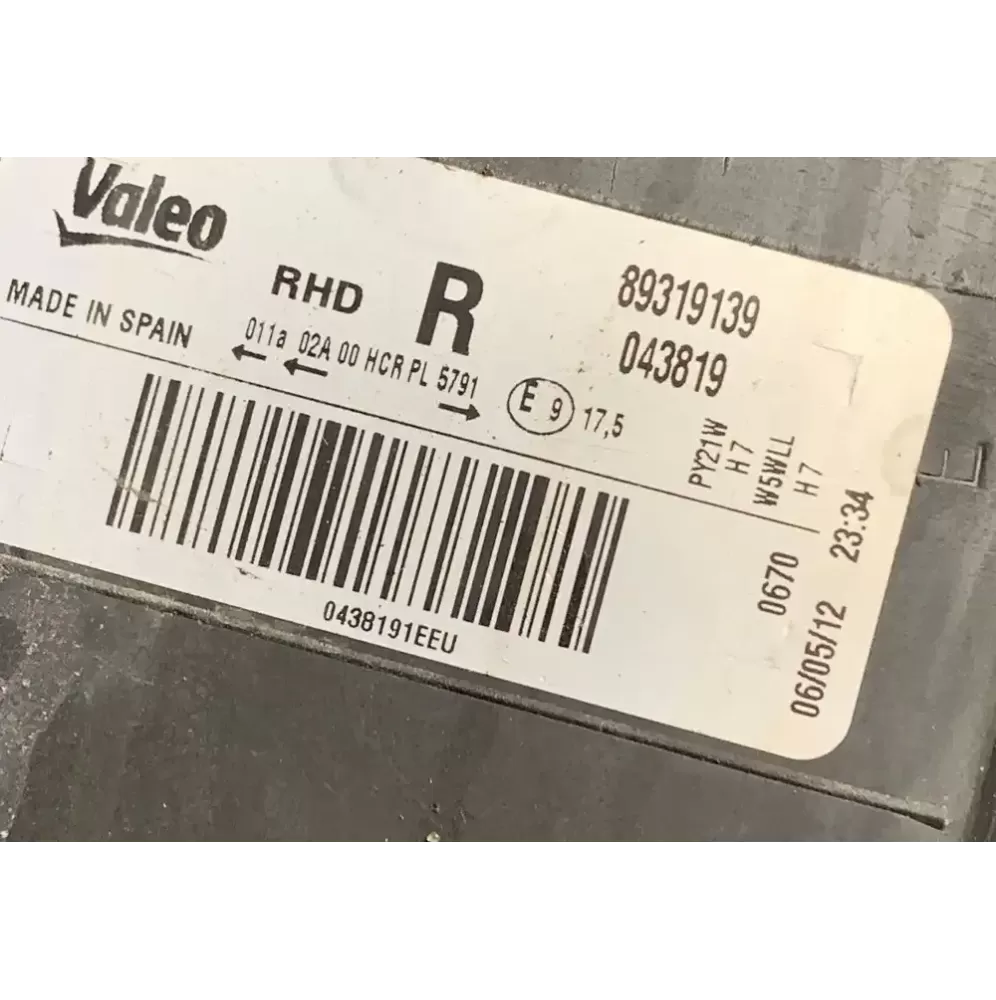 Valeo
MADE IN SPAIN
RHD
R
011a 02A 00 HCR PL 5791
E 9 17,5
89319139
043819
PY21W
H7
W5WLL
H7
0438191EEU
0670
06/05/12 23:34